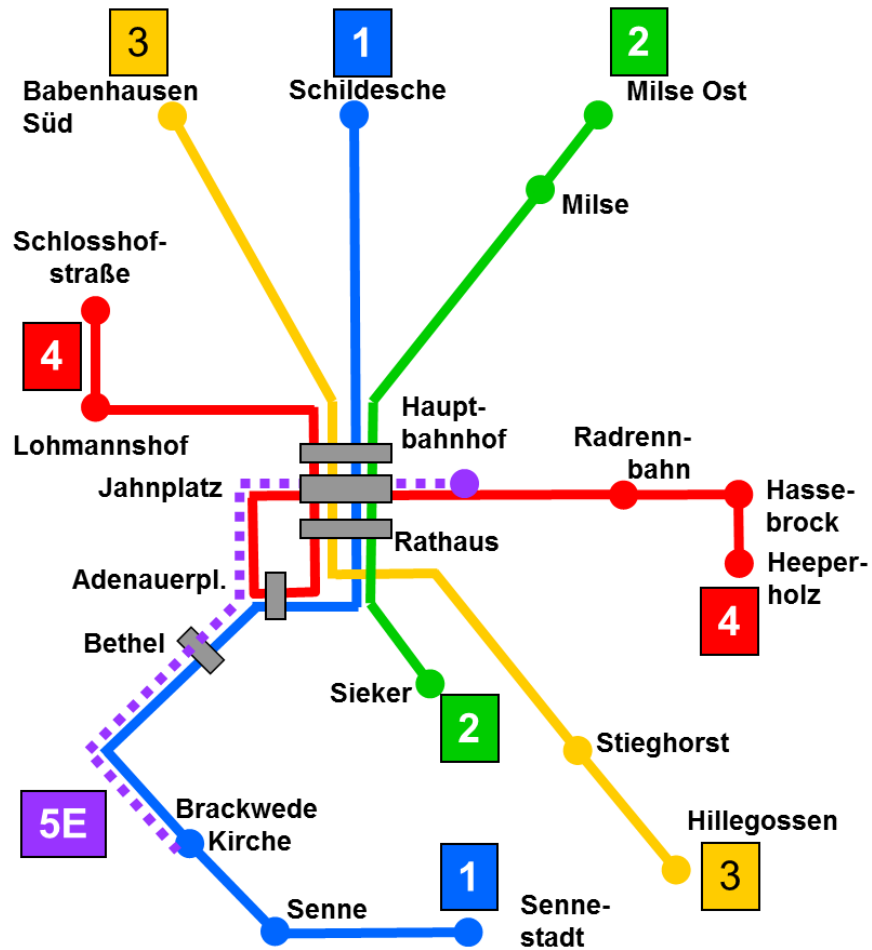 3
1
2
Babenhausen
Süd
Schildesche
Milse Ost
Milse
Schlosshof-
straße
4
Lohmannshof
Haupt-
bahnhof
Radrenn-
bahn
Jahnplatz
Hasse-
brock
Rathaus
Heeper-
holz
Adenauerpl.
4
Bethel
Sieker
2
Stieghorst
5E
Brackwede
Kirche
Hillegossen
3
1
Senne
Senne-
stadt